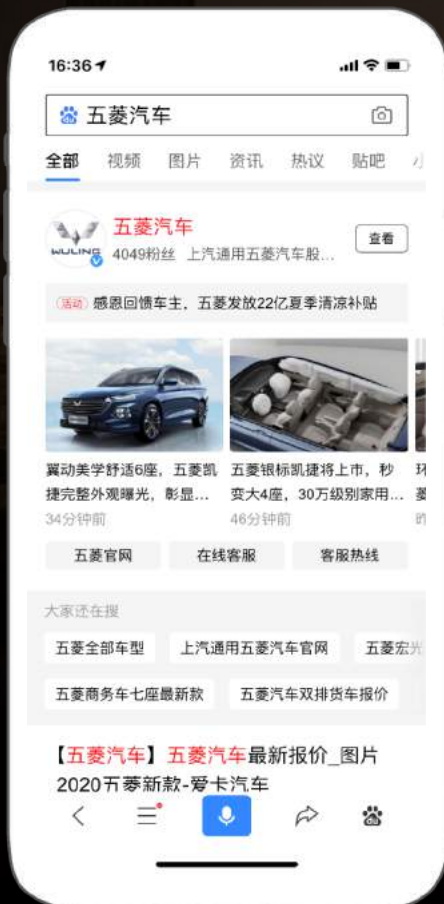 16:36
五菱汽车
全部 视频 图片 资讯 热议 贴吧
WULING
五菱汽车
4049粉丝 上汽通用五菱汽车股...
查看
活动 感恩回馈车主，五菱发放22亿夏季清凉补贴
翼动美学舒适6座，五菱凯
捷完整外观曝光，彰显...
34分钟前
五菱银标凯捷将上市，秒
变大4座，30万级别家用...
46分钟前
五菱官网 在线客服 客服热线
大家还在搜
五菱全部车型 上汽通用五菱汽车官网 五菱宏光
五菱商务车七座最新款 五菱汽车双排货车报价
【五菱汽车】五菱汽车最新报价_图片
2020五菱新款-爱卡汽车